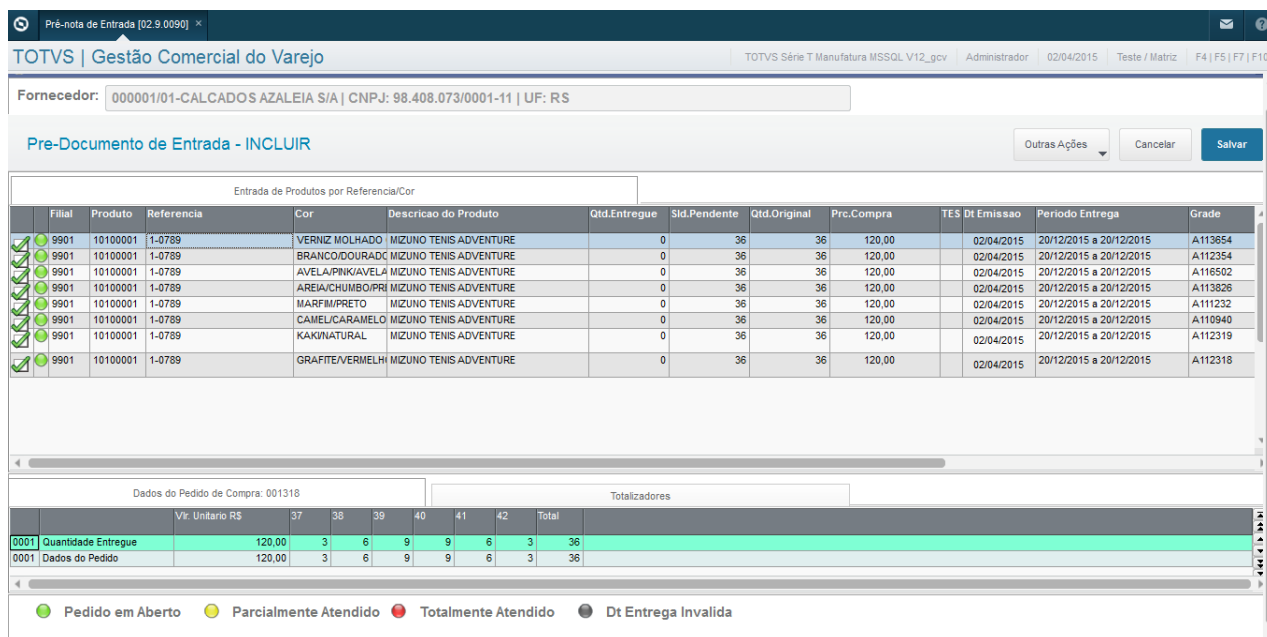 Pré-nota de Entrada [02.9.0090] ×
TOTVS | Gestão Comercial do Varejo TOTVS Série T Manufatura MSSQL V12_gcv Administrador 02/04/2015 Teste / Matriz F4 | F5 | F7 | F10
Fornecedor: 000001/01-CALCADOS AZALEIA S/A | CNPJ: 98.408.073/0001-11 | UF: RS
Pre-Documento de Entrada - INCLUIR Outras Ações Cancelar Salvar
Entrada de Produtos por Referencia/Cor
Filial Produto Referencia Cor Descricao do Produto Qtd.Entregue Sld.Pendente Qtd.Original Prc.Compra TES Dt Emissao Periodo Entrega Grade
9901 10100001 1-0789 VERNIZ MOLHADO MIZUNO TENIS ADVENTURE 0 36 36 120,00 02/04/2015 20/12/2015 a 20/12/2015 A113654
9901 10100001 1-0789 BRANCO/DOURADO MIZUNO TENIS ADVENTURE 0 36 36 120,00 02/04/2015 20/12/2015 a 20/12/2015 A112354
9901 10100001 1-0789 AVELA/PINK/AVELA MIZUNO TENIS ADVENTURE 0 36 36 120,00 02/04/2015 20/12/2015 a 20/12/2015 A116502
9901 10100001 1-0789 AREIA/CHUMBO/PRE MIZUNO TENIS ADVENTURE 0 36 36 120,00 02/04/2015 20/12/2015 a 20/12/2015 A113826
9901 10100001 1-0789 MARFIM/PRETO MIZUNO TENIS ADVENTURE 0 36 36 120,00 02/04/2015 20/12/2015 a 20/12/2015 A111232
9901 10100001 1-0789 CAMEL/CARAMELO MIZUNO TENIS ADVENTURE 0 36 36 120,00 02/04/2015 20/12/2015 a 20/12/2015 A110940
9901 10100001 1-0789 KAKI/NATURAL MIZUNO TENIS ADVENTURE 0 36 36 120,00 02/04/2015 20/12/2015 a 20/12/2015 A112319
9901 10100001 1-0789 GRAFITE/VERMELHO MIZUNO TENIS ADVENTURE 0 36 36 120,00 02/04/2015 20/12/2015 a 20/12/2015 A112318
Dados do Pedido de Compra: 001318 Totalizadores
Vlr. Unitario R$ 37 38 39 40 41 42 Total
0001 Quantidade Entregue 120,00 3 6 9 9 6 3 36
0001 Dados do Pedido 120,00 3 6 9 9 6 3 36
Pedido em Aberto Parcialmente Atendido Totalmente Atendido Dt Entrega Invalida